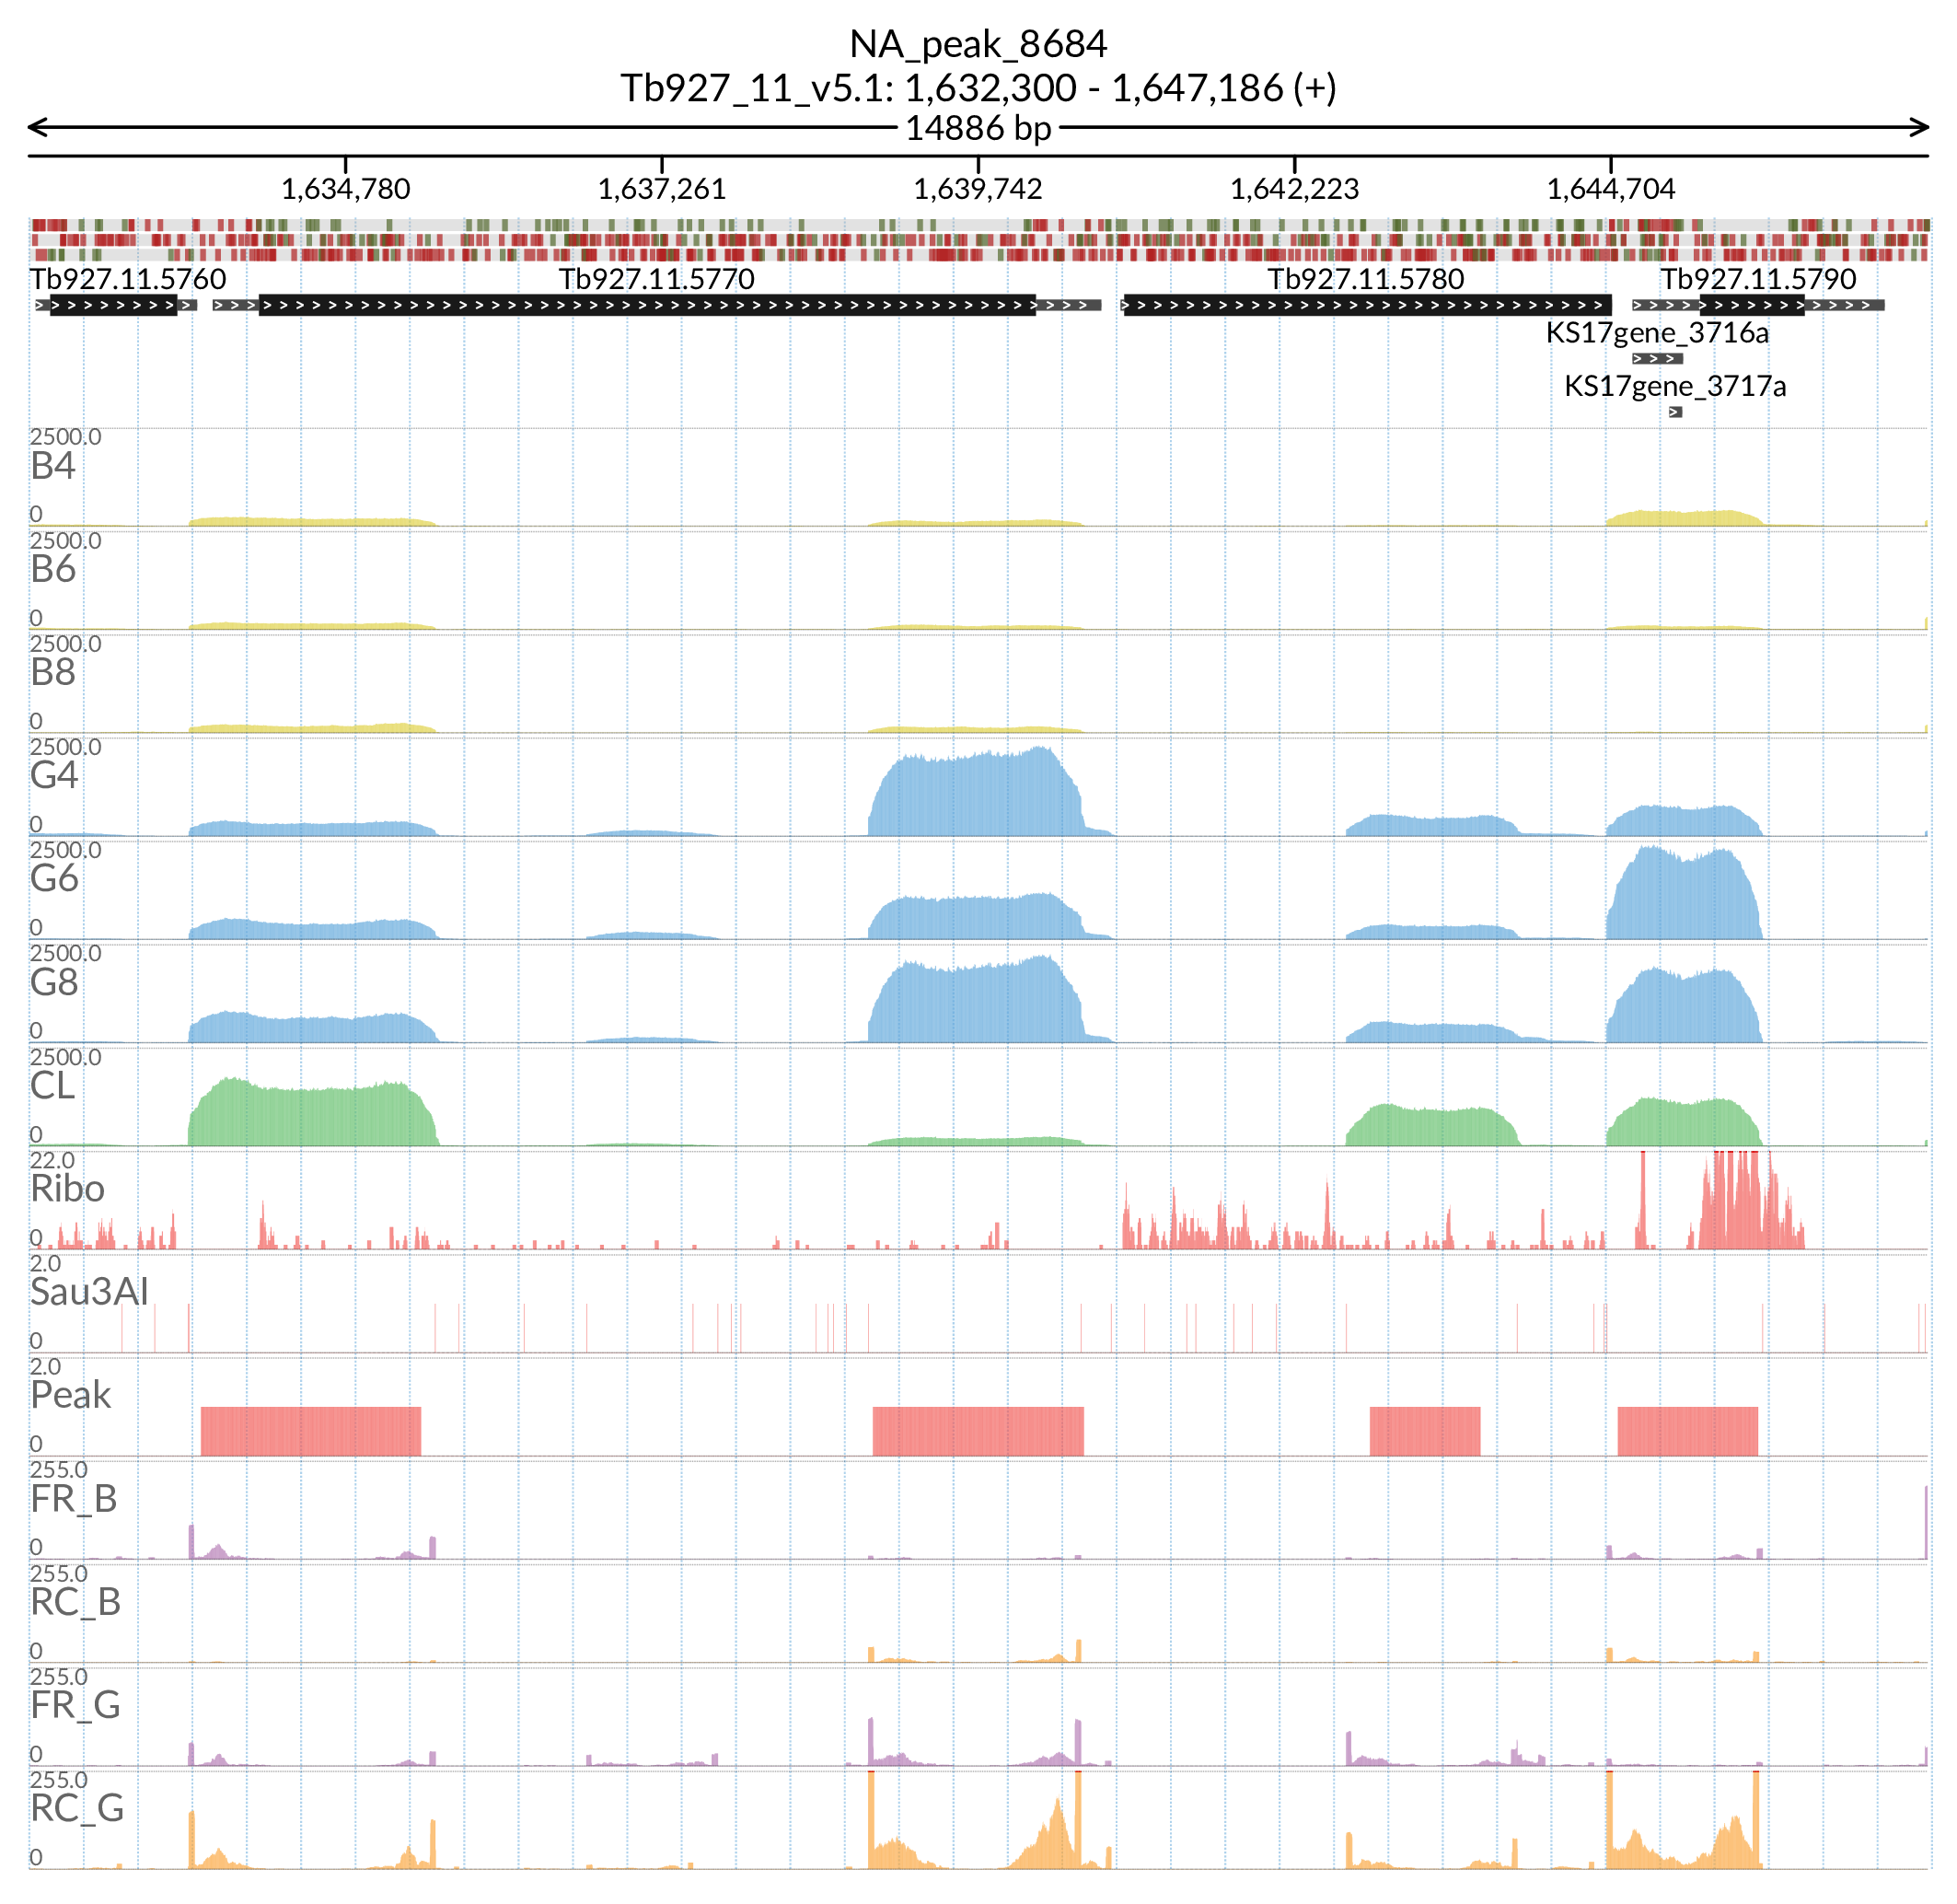 NA_peak_8684
Tb927_11_v5.1: 1,632,300 - 1,647,186 (+)
14886 bp
1,634,780 1,637,261 1,639,742 1,642,223 1,644,704
Tb927.11.5760 Tb927.11.5770 Tb927.11.5780 Tb927.11.5790
KS17gene_3716a
KS17gene_3717a
2500.0
B4
0
2500.0
B6
0
2500.0
B8
0
2500.0
G4
0
2500.0
G6
0
2500.0
G8
0
2500.0
CL
0
22.0
Ribo
0
2.0
Sau3AI
0
2.0
Peak
0
255.0
FR_B
0
255.0
RC_B
0
255.0
FR_G
0
255.0
RC_G
0